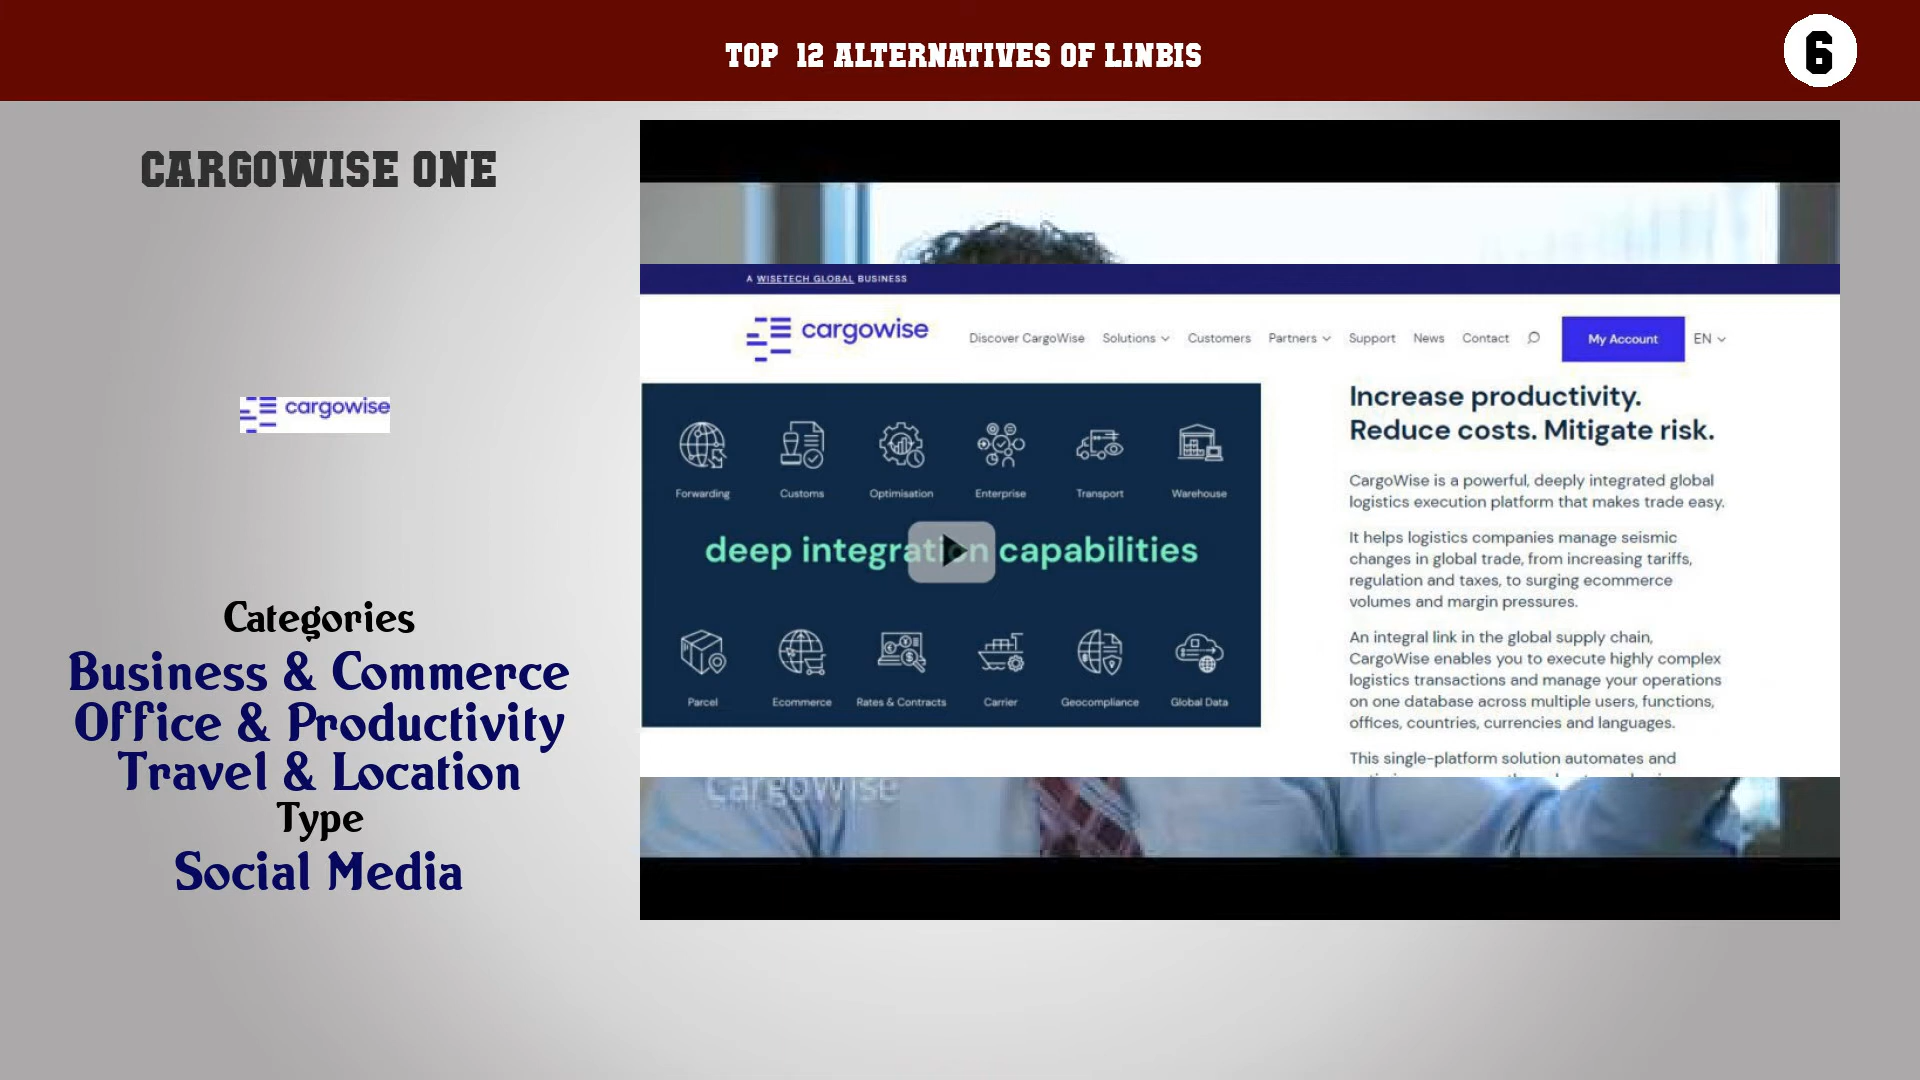 TOP 12 ALTERNATIVES OF LINBIS
6
CARGOWISE ONE
cargowise
Categories
Business & Commerce
Office & Productivity
Travel & Location
Type
Social Media
A WISETECH GLOBAL BUSINESS
cargowise
Discover CargoWise Solutions Customers Partners Support News Contact My Account EN
Forwarding Customs Optimisation Enterprise Transport Warehouse
deep integration capabilities
Parcel Ecommerce Rates & Contracts Carrier Geocompliance Global Data
Increase productivity.
Reduce costs. Mitigate risk.
CargoWise is a powerful, deeply integrated global
logistics execution platform that makes trade easy.
It helps logistics companies manage seismic
changes in global trade, from increasing tariffs,
regulation and taxes, to surging ecommerce
volumes and margin pressures.
An integral link in the global supply chain,
CargoWise enables you to execute highly complex
logistics transactions and manage your operations
on one database across multiple users, functions,
offices, countries, currencies and languages.
This single-platform solution automates and
CargoWise